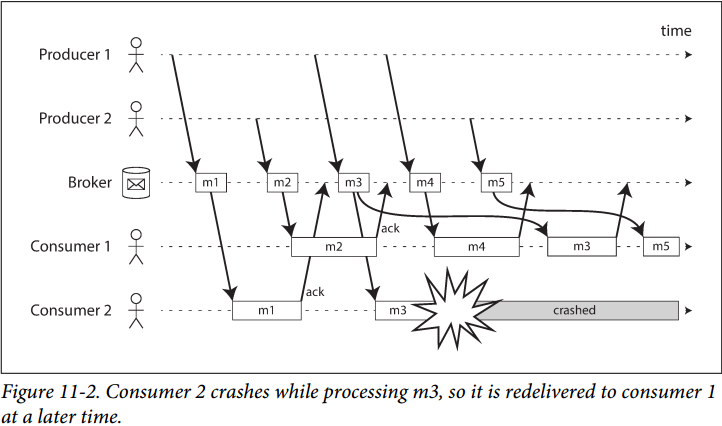 time
Producer 1
Producer 2
Broker
m1
m2
m3
m4
m5
ack
Consumer 1
m2
m4
m3
m5
ack
Consumer 2
m1
m3
crashed
Figure 11-2. Consumer 2 crashes while processing m3, so it is redelivered to consumer 1
at a later time.